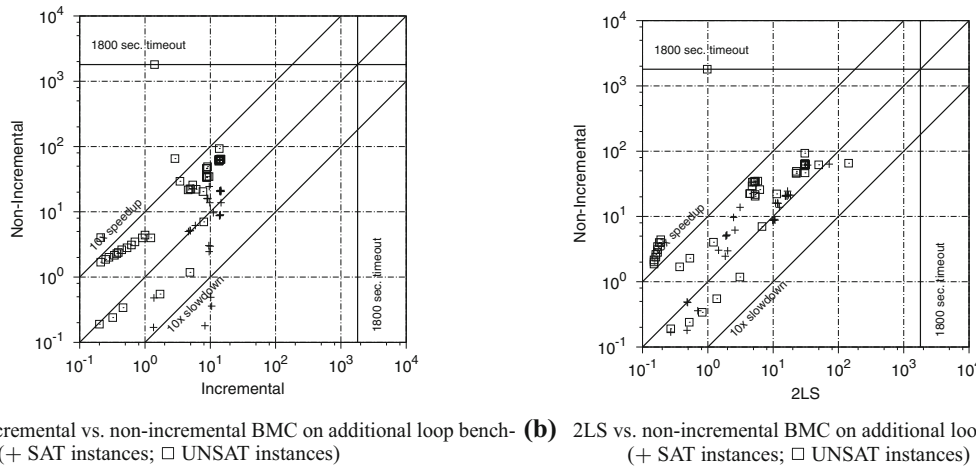 10^4
10^3
10^2
10^1
10^0
10^-1
Non-Incremental
1800 sec. timeout
10x speedup
10x slowdown
1800 sec. timeout
10^-1 10^0 10^1 10^2 10^3 10^4
Incremental
10^4
10^3
10^2
10^1
10^0
10^-1
Non-Incremental
1800 sec. timeout
speedup
10x slowdown
1800 sec. timeout
10^-1 10^0 10^1 10^2 10^3
2LS
cremental vs. non-incremental BMC on additional loop bench-
(+ SAT instances; □ UNSAT instances)
(b) 2LS vs. non-incremental BMC on additional loo
(+ SAT instances; □ UNSAT instances)